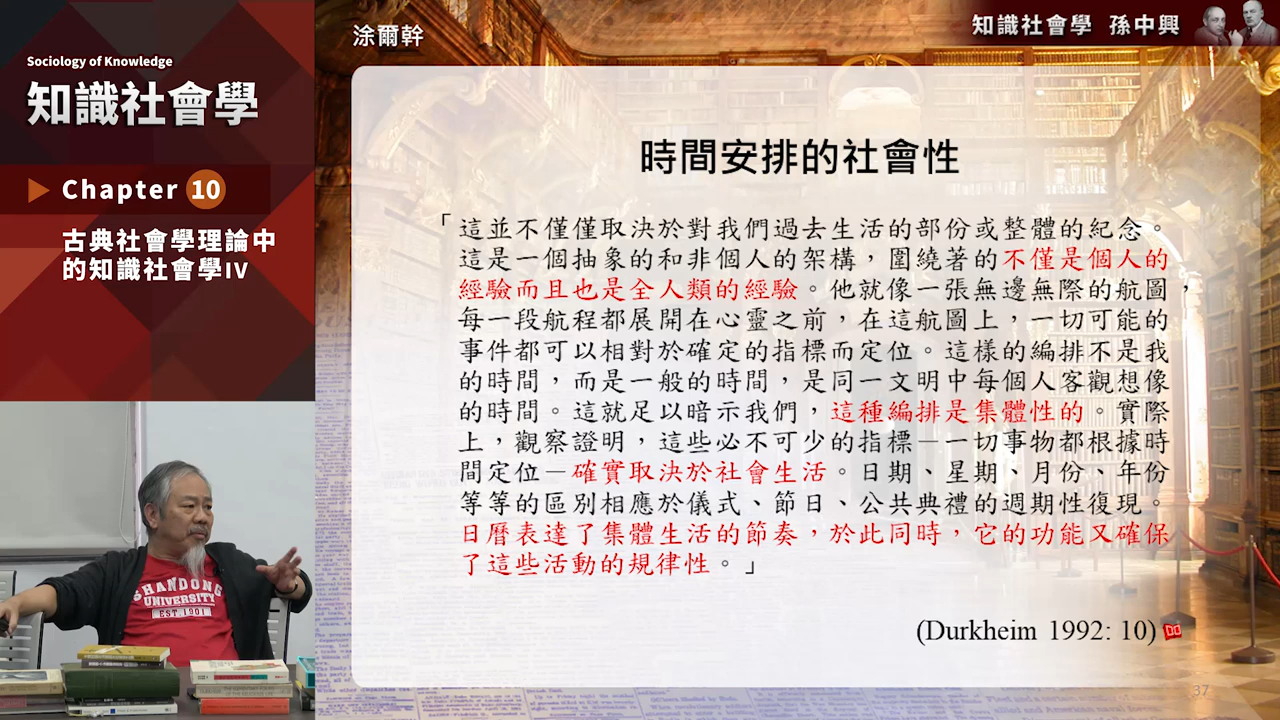 Sociology of Knowledge
知識社會學
Chapter 10
古典社會學理論中
的知識社會學IV
涂爾幹
知識社會學 孫中興
時間安排的社會性
「這並不僅僅取決於對我們過去生活的部份或整體的紀念。
這是一個抽象的和非個人的架構，圍繞著的不僅是個人的
經驗而且也是全人類的經驗。他就像一張無邊無際的航圖，
每一段航程都展開在心靈之前，在這航圖上，一切可能的
事件都可以相對於確定的指標而定位。這樣的編排不是我
的時間，而是一般的時間，是同一文明中每個人客觀想像
的時間。這就足以暗示我們，這種編排是集體性的。實際
上，觀察證明，這些必不可少的指標—一切事物都根據時
間定位—確實取決於社會生活。日期、星期、月份、年份
等等的區別相應於儀式、節日、公共典禮的週期性復現。
日曆表達了集體生活的節奏，於此同時，它的功能又確保
了這些活動的規律性。」
(Durkheim 1992: 10)
37
SHANDONG
UNIVERSITY
EST. 1901